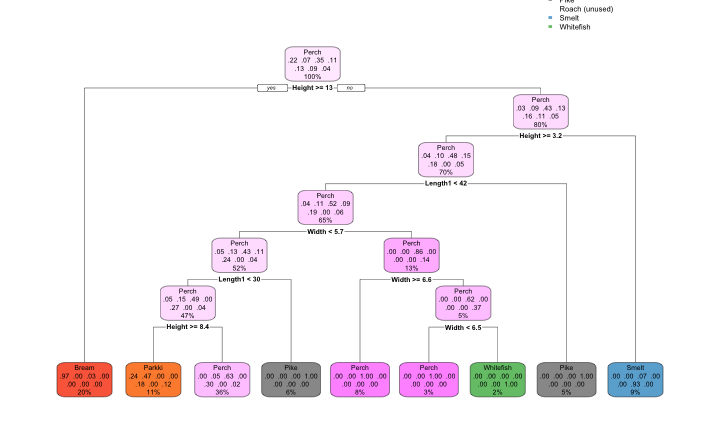 Pike
Roach (unused)
Smelt
Whitefish
Perch
.22 .07 .35 .11
.13 .09 .04
100%
yes Height >= 13 no
Perch
.03 .09 .43 .13
.16 .11 .05
80%
Height >= 3.2
Perch
.04 .10 .48 .15
.18 .00 .05
70%
Length1 < 42
Perch
.04 .11 .52 .09
.19 .00 .06
65%
Width < 5.7
Perch
.05 .13 .43 .11
.24 .00 .04
52%
Perch
.00 .00 .86 .00
.00 .00 .14
13%
Length1 < 30
Width >= 6.6
Perch
.05 .15 .49 .00
.27 .00 .04
47%
Perch
.00 .00 .62 .00
.00 .00 .37
5%
Height >= 8.4
Width < 6.5
Bream
.97 .00 .03 .00
.00 .00 .00
20%
Parkki
.24 .47 .00 .00
.18 .00 .12
11%
Perch
.00 .05 .63 .00
.30 .00 .02
36%
Pike
.00 .00 .00 1.00
.00 .00 .00
6%
Perch
.00 .00 1.00 .00
.00 .00 .00
8%
Perch
.00 .00 1.00 .00
.00 .00 .00
3%
Whitefish
.00 .00 .00 .00
.00 .00 1.00
2%
Pike
.00 .00 .00 1.00
.00 .00 .00
5%
Smelt
.00 .00 .07 .00
.00 .93 .00
9%